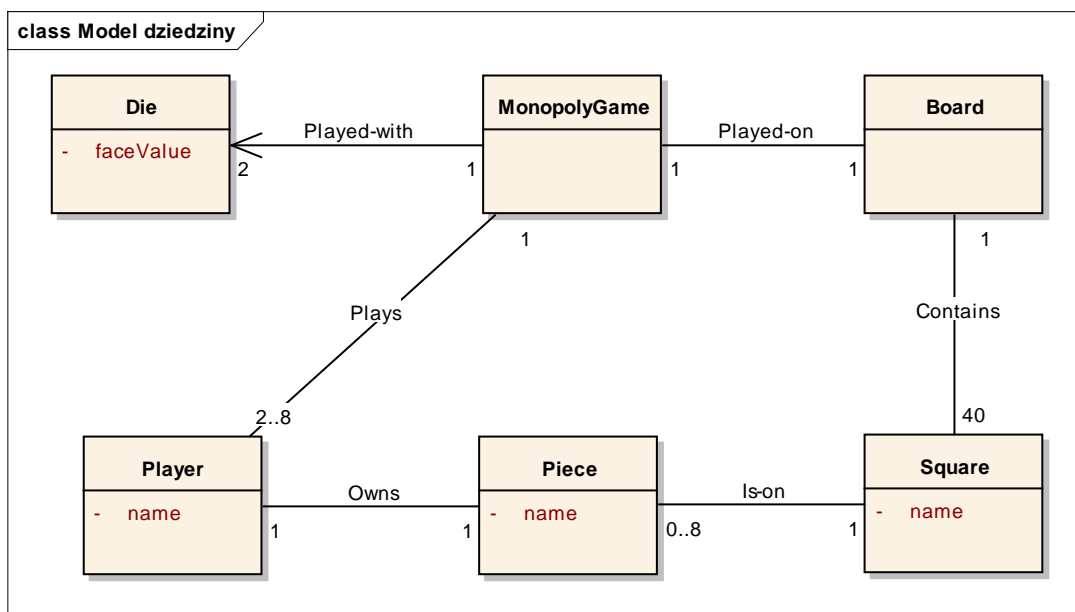 class Model dziedziny
Die
- faceValue
Played-with
2
1
MonopolyGame
Played-on
1
1
Board
1
Plays
2..8
1
Contains
40
Player
- name
Owns
1
1
Piece
- name
Is-on
0..8
1
Square
- name